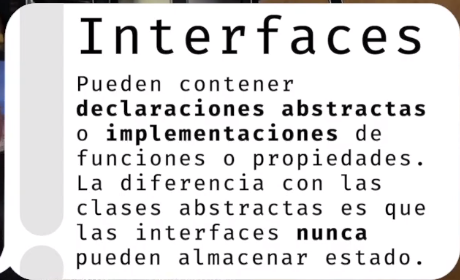 Interfaces
Pueden contener
declaraciones abstractas
o implementaciones de
funciones o propiedades.
La diferencia con las
clases abstractas es que
las interfaces nunca
pueden almacenar estado.